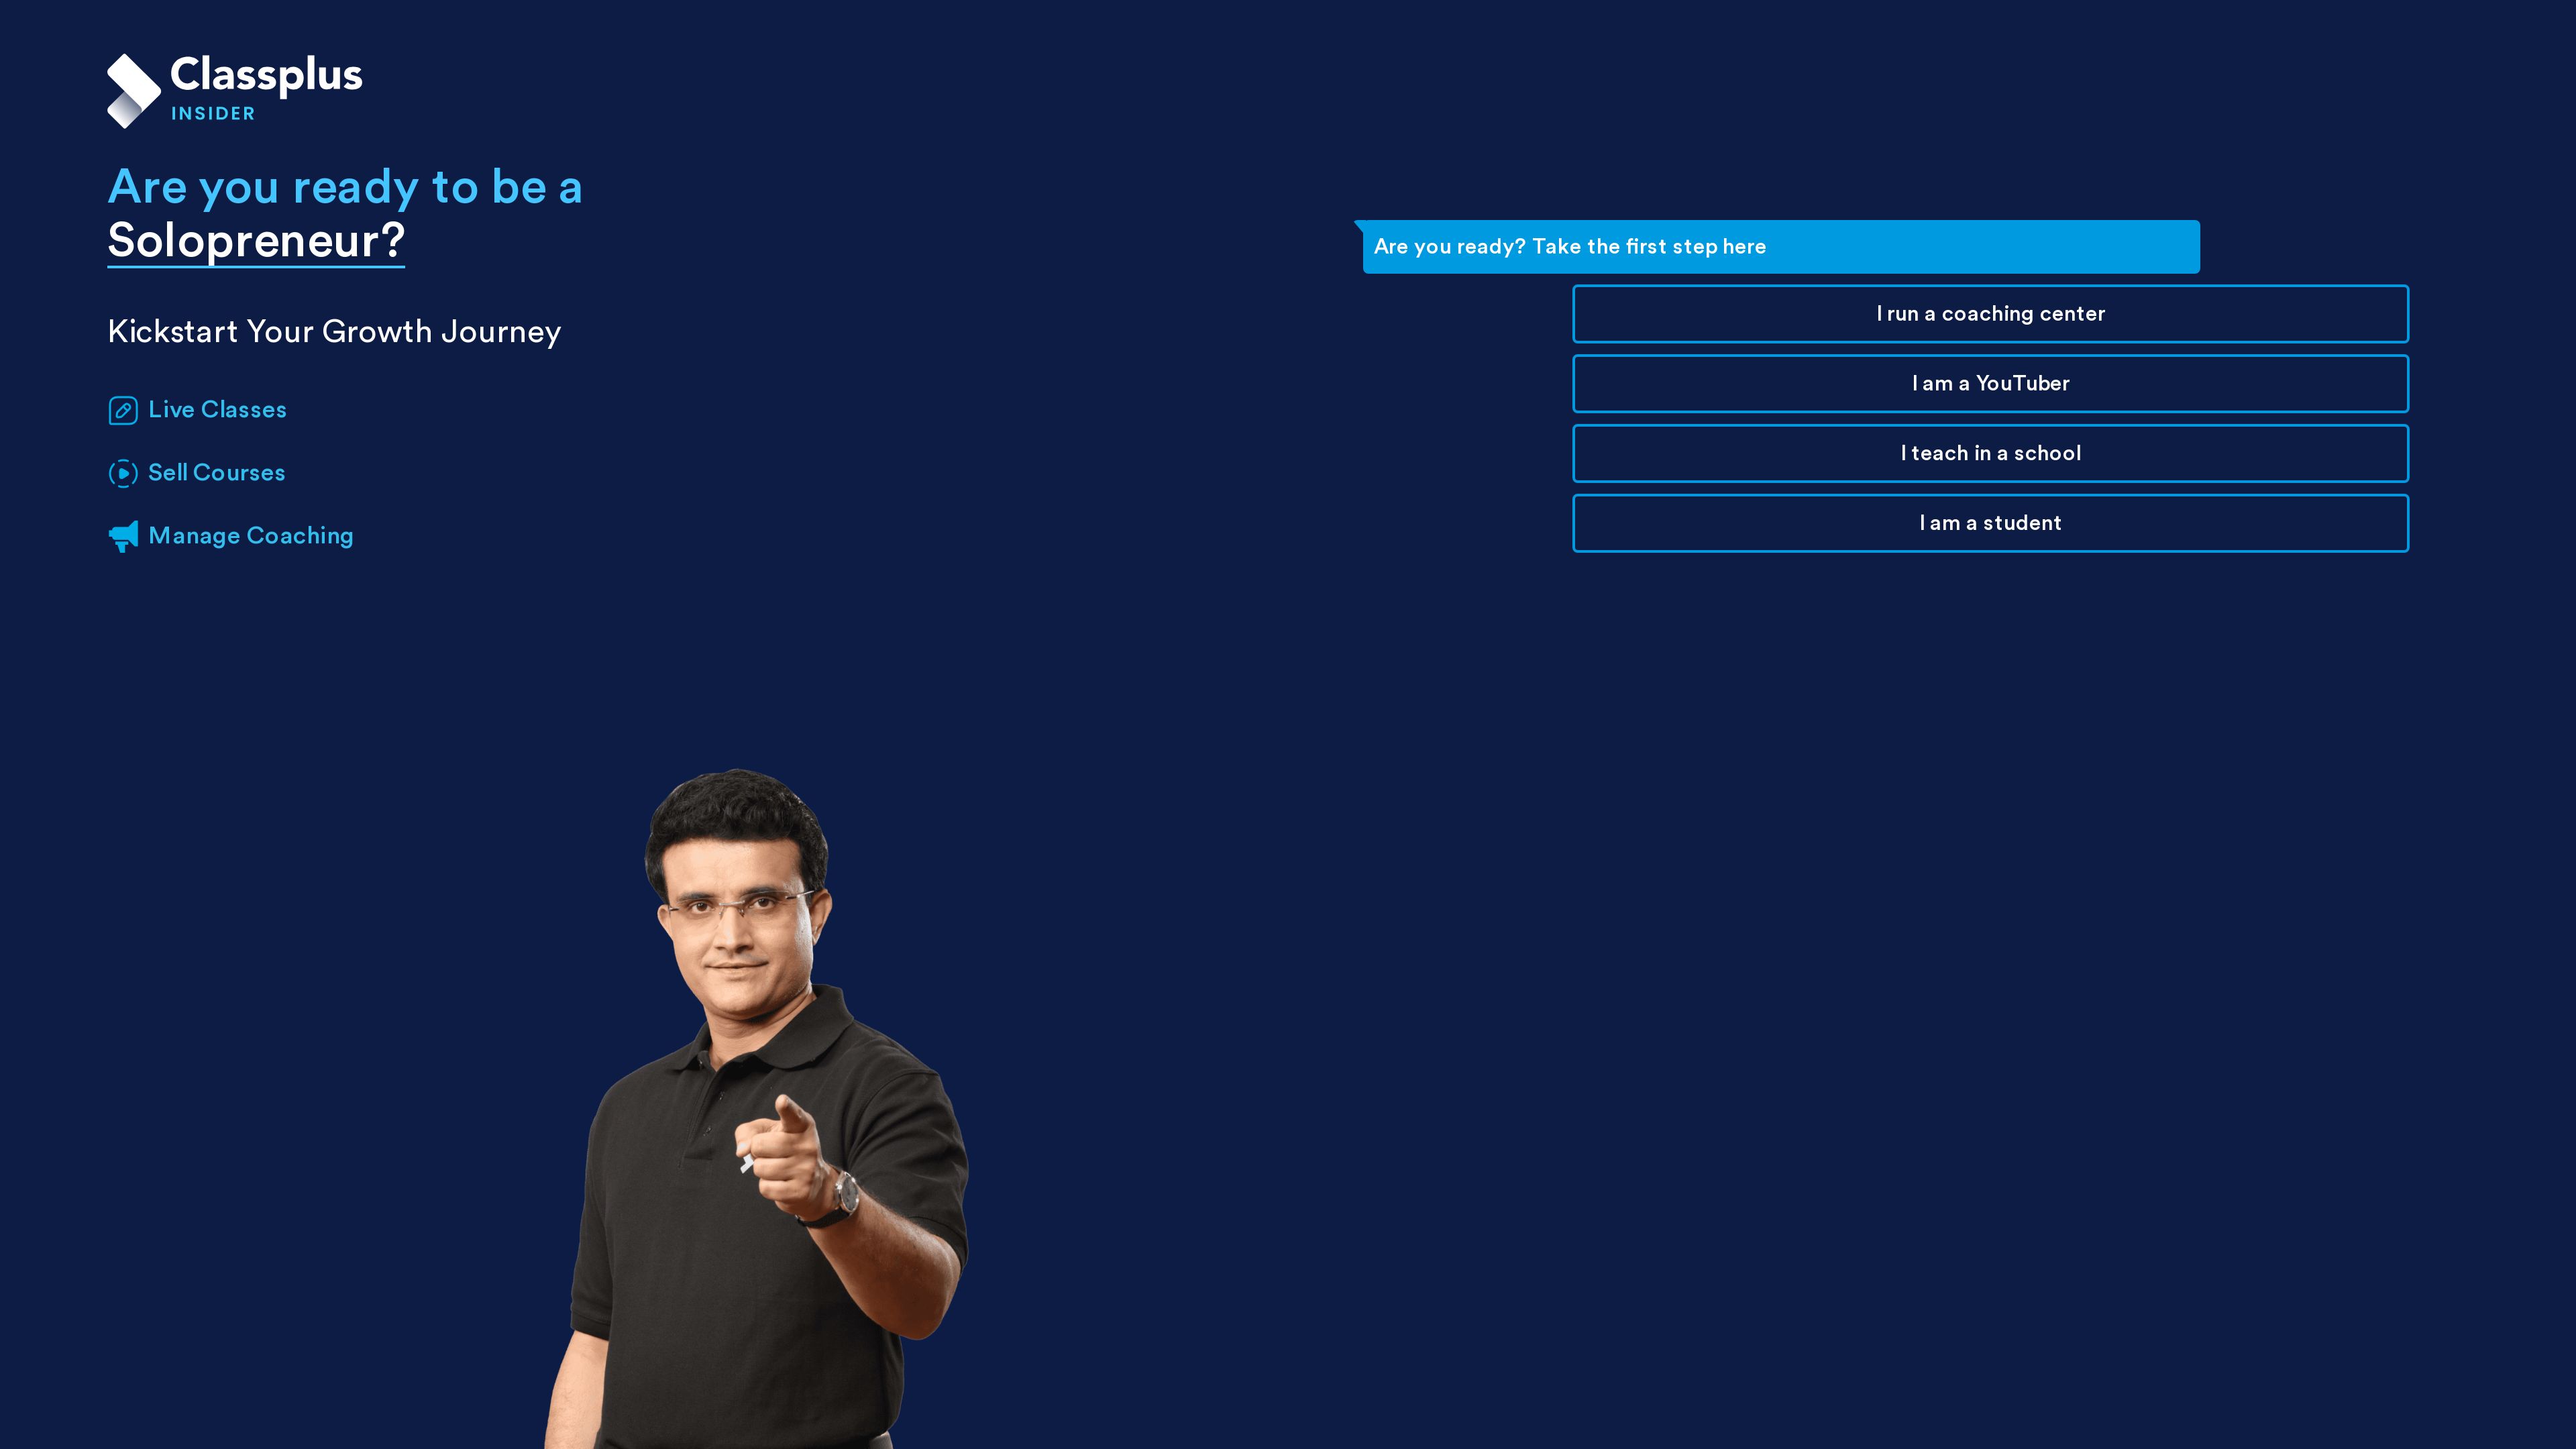 Classplus
INSIDER
Are you ready to be a
Solopreneur?
Kickstart Your Growth Journey
Live Classes
Sell Courses
Manage Coaching
Are you ready? Take the first step here
I run a coaching center
I am a YouTuber
I teach in a school
I am a student